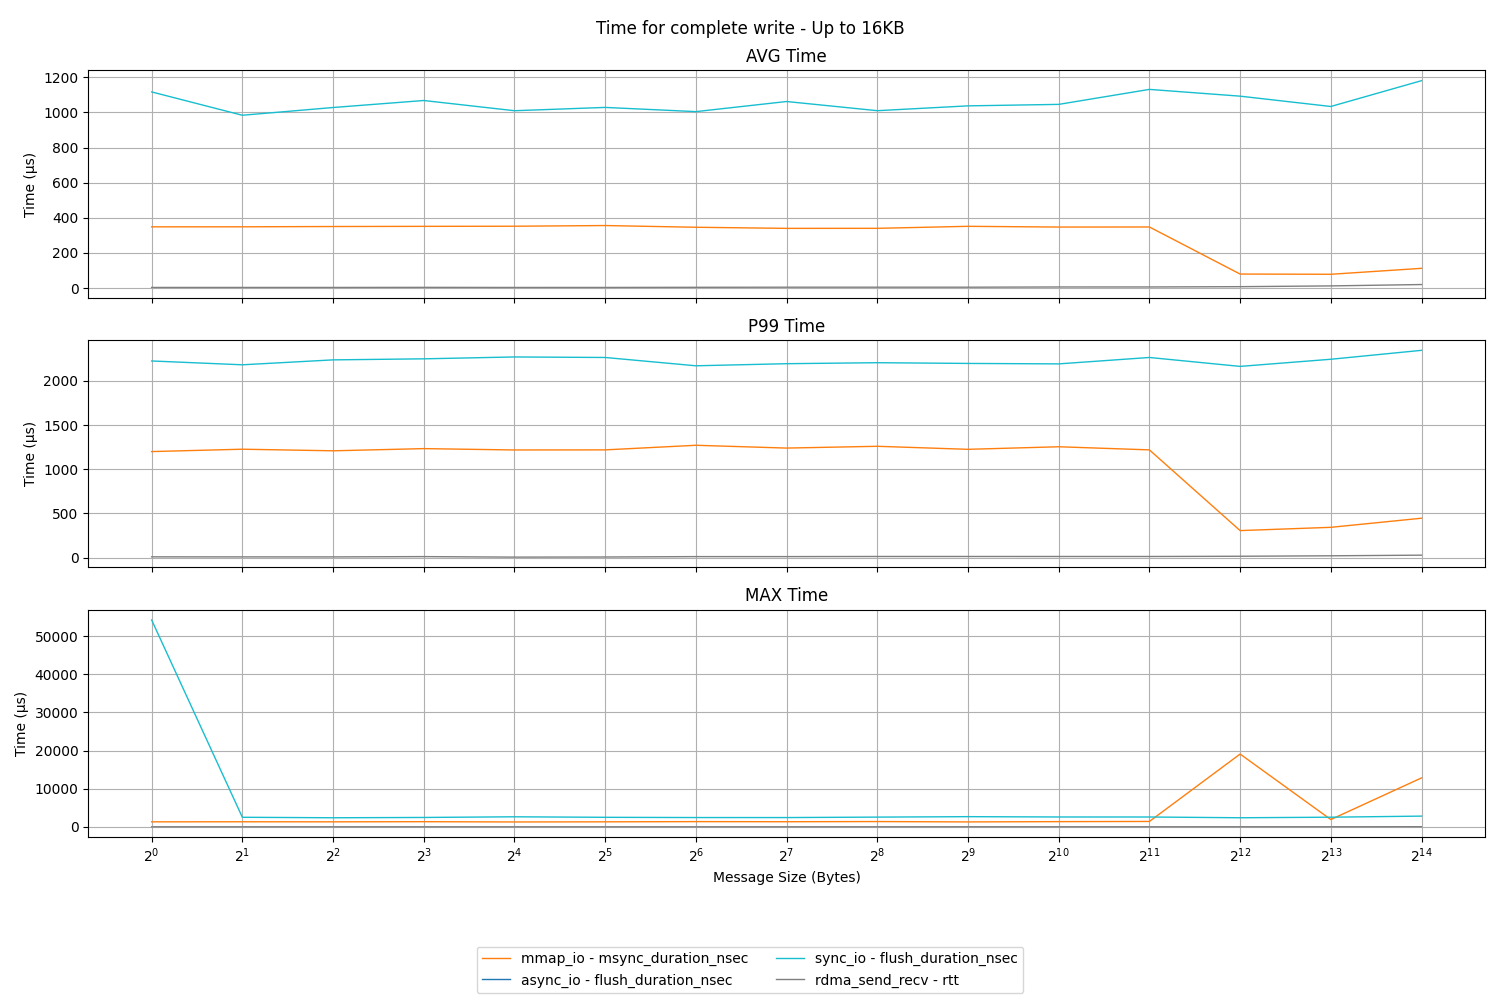 Time for complete write - Up to 16KB
AVG Time
1200
1000
800
600
400
200
0
Time (µs)
P99 Time
2000
1500
1000
500
0
Time (µs)
MAX Time
50000
40000
30000
20000
10000
0
Time (µs)
2^0 2^1 2^2 2^3 2^4 2^5 2^6 2^7 2^8 2^9 2^10 2^11 2^12 2^13 2^14
Message Size (Bytes)
mmap_io - msync_duration_nsec sync_io - flush_duration_nsec
async_io - flush_duration_nsec rdma_send_recv - rtt